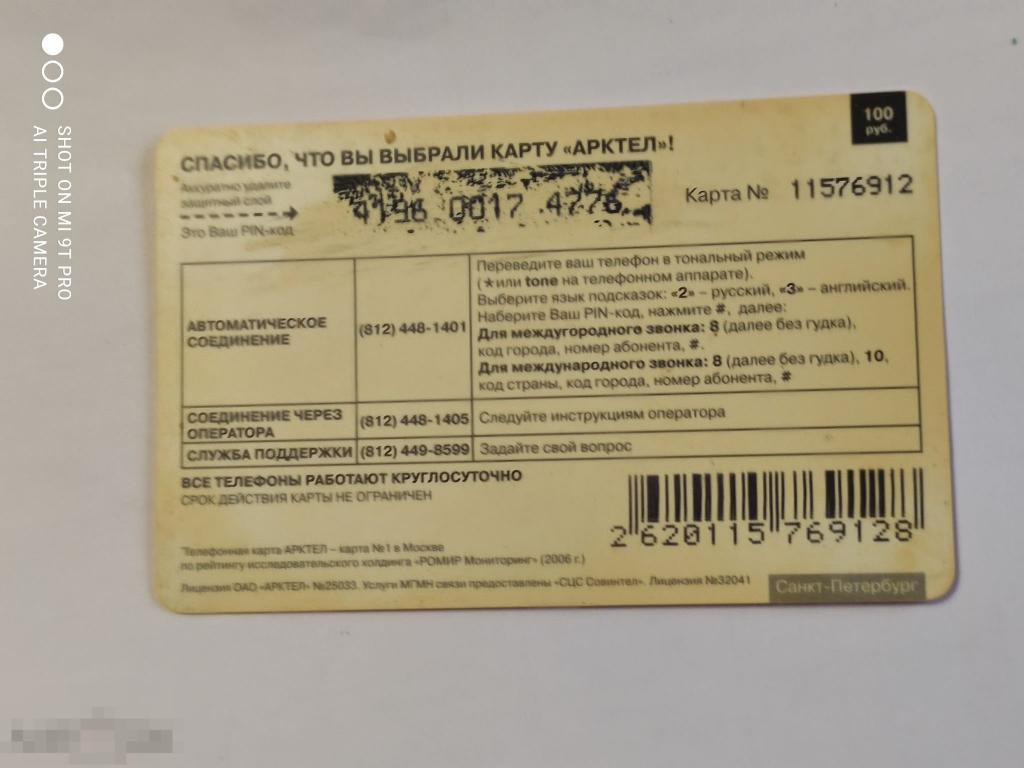 SHOT ON MI 9T PRO
AI TRIPLE CAMERA
100
руб.
СПАСИБО, ЧТО ВЫ ВЫБРАЛИ КАРТУ «АРКТЕЛ»!
Аккуратно удалите
защитный слой
Это Ваш PIN-код
4196 0017 4776
Карта № 11576912
АВТОМАТИЧЕСКОЕ
СОЕДИНЕНИЕ
(812) 448-1401
Переведите ваш телефон в тональный режим
(*или tone на телефонном аппарате).
Выберите язык подсказок: «2» – русский, «3» – английский.
Наберите Ваш PIN-код, нажмите #, далее:
Для междугородного звонка: 8 (далее без гудка),
код города, номер абонента, #.
Для международного звонка: 8 (далее без гудка), 10,
код страны, код города, номер абонента, #
СОЕДИНЕНИЕ ЧЕРЕЗ
ОПЕРАТОРА
(812) 448-1405
Следуйте инструкциям оператора
СЛУЖБА ПОДДЕРЖКИ
(812) 449-8599
Задайте свой вопрос
ВСЕ ТЕЛЕФОНЫ РАБОТАЮТ КРУГЛОСУТОЧНО
СРОК ДЕЙСТВИЯ КАРТЫ НЕ ОГРАНИЧЕН
2 620115 769128
Телефонная карта АРКТЕЛ – карта №1 в Москве
по рейтингу исследовательского холдинга «РОМИР Мониторинг» (2006 г.)
Лицензия ОАО «АРКТЕЛ» №25033. Услуги МГМН связи предоставлены «СЦС Совинтел». Лицензия №32041
Санкт-Петербург